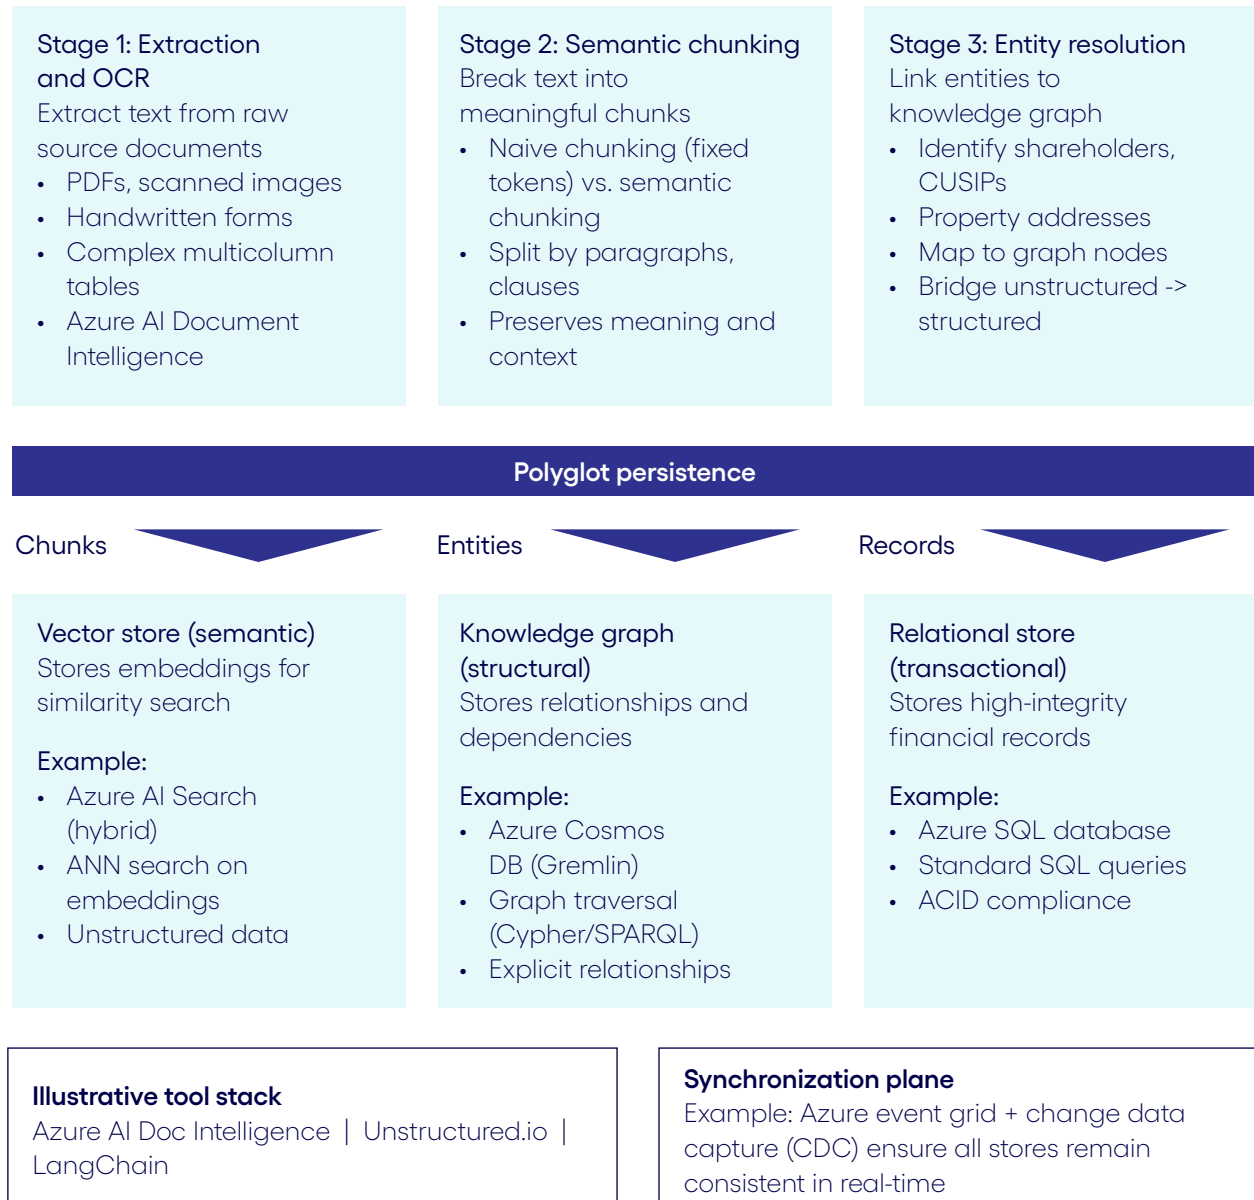 Stage 1: Extraction
and OCR
Extract text from raw
source documents
• PDFs, scanned images
• Handwritten forms
• Complex multicolumn
tables
• Azure AI Document
Intelligence
Stage 2: Semantic chunking
Break text into
meaningful chunks
• Naive chunking (fixed
tokens) vs. semantic
chunking
• Split by paragraphs,
clauses
• Preserves meaning and
context
Stage 3: Entity resolution
Link entities to
knowledge graph
• Identify shareholders,
CUSIPs
• Property addresses
• Map to graph nodes
• Bridge unstructured ->
structured
Polyglot persistence
Chunks
Entities
Records
Vector store (semantic)
Stores embeddings for
similarity search
Example:
• Azure AI Search
(hybrid)
• ANN search on
embeddings
• Unstructured data
Knowledge graph
(structural)
Stores relationships and
dependencies
Example:
• Azure Cosmos
DB (Gremlin)
• Graph traversal
(Cypher/SPARQL)
• Explicit relationships
Relational store
(transactional)
Stores high-integrity
financial records
Example:
• Azure SQL database
• Standard SQL queries
• ACID compliance
Illustrative tool stack
Azure AI Doc Intelligence | Unstructured.io |
LangChain
Synchronization plane
Example: Azure event grid + change data
capture (CDC) ensure all stores remain
consistent in real-time